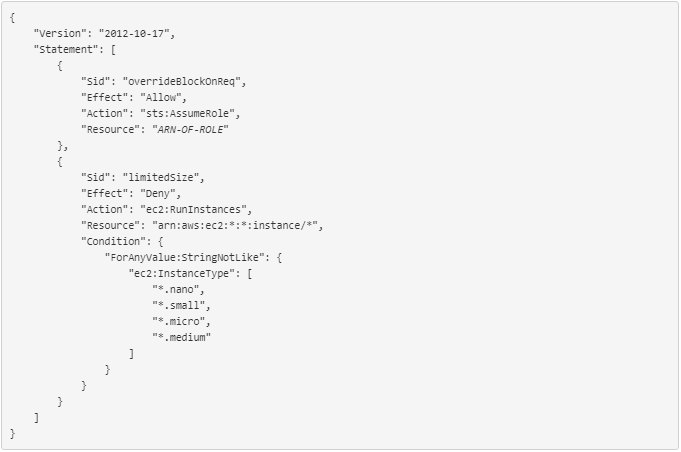 {
    "Version": "2012-10-17",
    "Statement": [
        {
            "Sid": "overrideBlockOnReq",
            "Effect": "Allow",
            "Action": "sts:AssumeRole",
            "Resource": "ARN-OF-ROLE"
        },
        {
            "Sid": "limitedSize",
            "Effect": "Deny",
            "Action": "ec2:RunInstances",
            "Resource": "arn:aws:ec2:*:*:instance/*",
            "Condition": {
                "ForAnyValue:StringNotLike": {
                    "ec2:InstanceType": [
                        "*.nano",
                        "*.small",
                        "*.micro",
                        "*.medium"
                    ]
                }
            }
        }
    ]
}